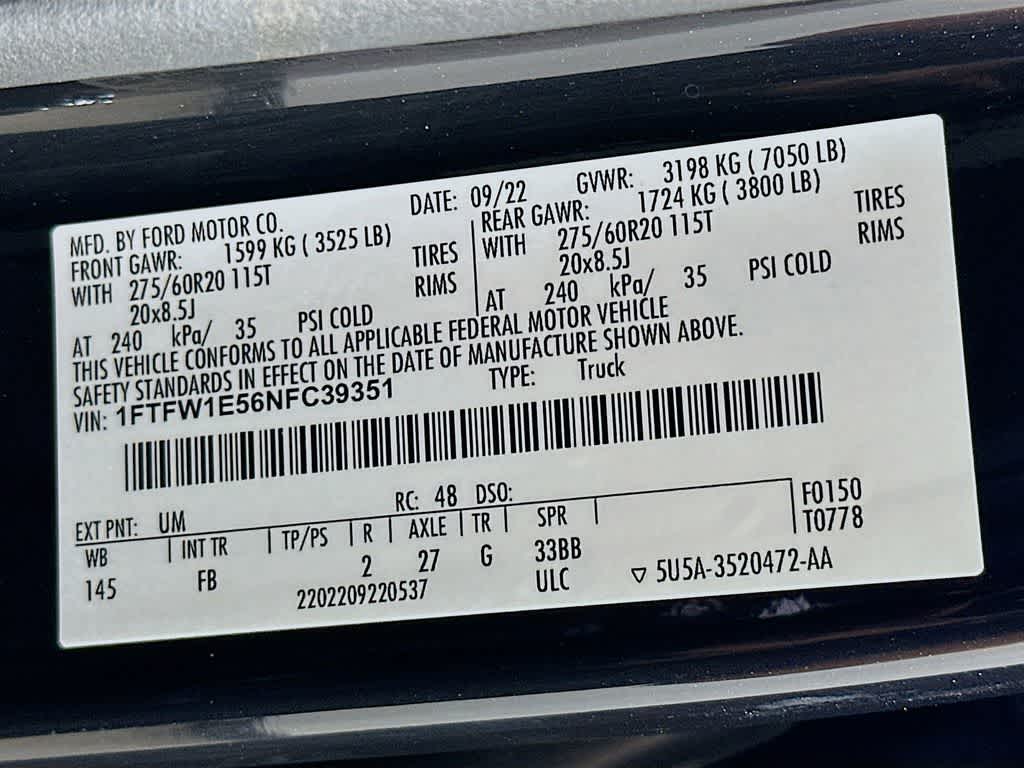 MFD. BY FORD MOTOR CO. DATE: 09/22 GVWR: 3198 KG ( 7050 LB)
FRONT GAWR: 1599 KG ( 3525 LB) REAR GAWR: 1724 KG ( 3800 LB)
WITH 275/60R20 115T TIRES WITH 275/60R20 115T TIRES
20x8.5J RIMS 20x8.5J RIMS
AT 240 kPa/ 35 PSI COLD AT 240 kPa/ 35 PSI COLD
THIS VEHICLE CONFORMS TO ALL APPLICABLE FEDERAL MOTOR VEHICLE
SAFETY STANDARDS IN EFFECT ON THE DATE OF MANUFACTURE SHOWN ABOVE.
VIN: 1FTFW1E56NFC39351 TYPE: Truck
EXT PNT: UM RC: 48 DSO: F0150
WB INT TR TP/PS R AXLE TR SPR T0778
145 FB 2 27 G 33BB
2202209220537 ULC ▽ 5U5A-3520472-AA